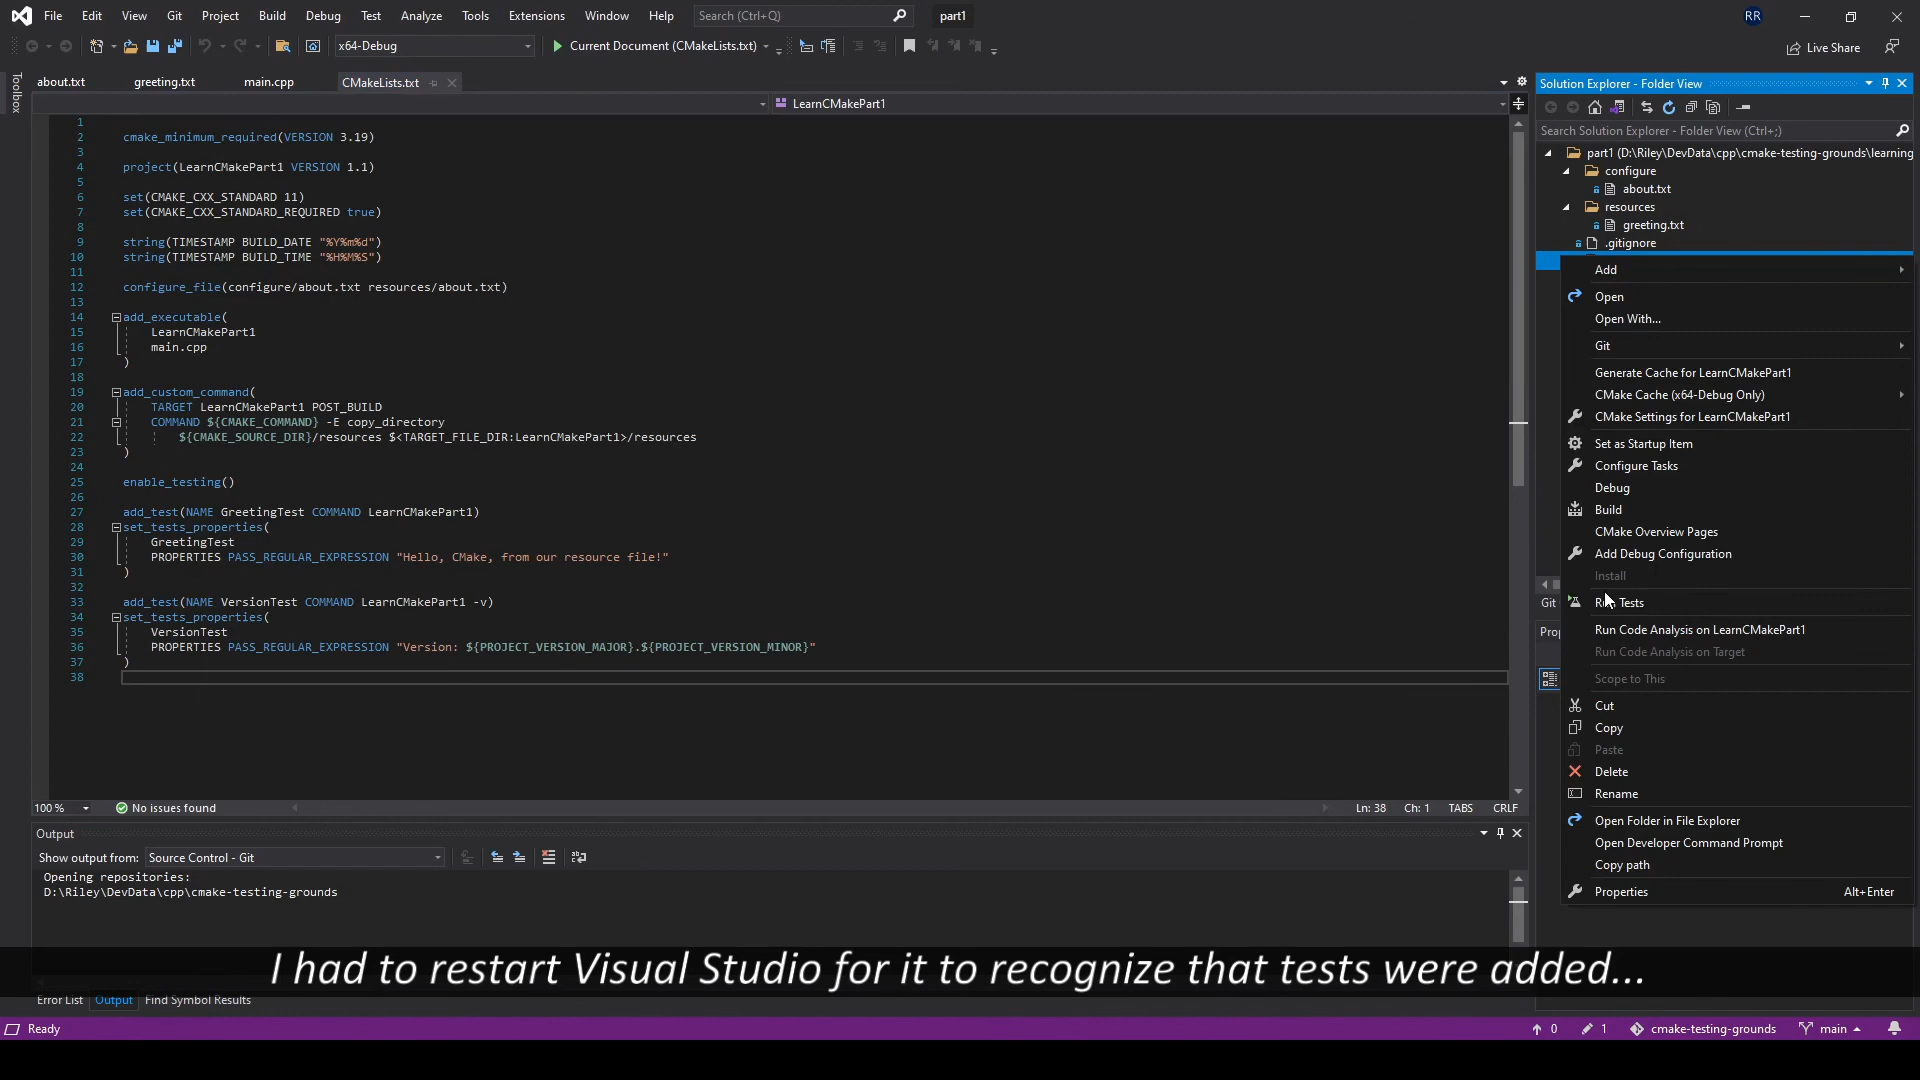 File Edit View Git Project Build Debug Test Analyze Tools Extensions Window Help Search (Ctrl+Q) part1 RR
x64-Debug Current Document (CMakeLists.txt) Live Share
Toolbox
about.txt greeting.txt main.cpp CMakeLists.txt
LearnCMakePart1
1
2 cmake_minimum_required(VERSION 3.19)
3
4 project(LearnCMakePart1 VERSION 1.1)
5
6 set(CMAKE_CXX_STANDARD 11)
7 set(CMAKE_CXX_STANDARD_REQUIRED true)
8
9 string(TIMESTAMP BUILD_DATE "%Y%m%d")
10 string(TIMESTAMP BUILD_TIME "%H%M%S")
11
12 configure_file(configure/about.txt resources/about.txt)
13
14 add_executable(
15 LearnCMakePart1
16 main.cpp
17 )
18
19 add_custom_command(
20 TARGET LearnCMakePart1 POST_BUILD
21 COMMAND ${CMAKE_COMMAND} -E copy_directory
22 ${CMAKE_SOURCE_DIR}/resources $<TARGET_FILE_DIR:LearnCMakePart1>/resources
23 )
24
25 enable_testing()
26
27 add_test(NAME GreetingTest COMMAND LearnCMakePart1)
28 set_tests_properties(
29 GreetingTest
30 PROPERTIES PASS_REGULAR_EXPRESSION "Hello, CMake, from our resource file!"
31 )
32
33 add_test(NAME VersionTest COMMAND LearnCMakePart1 -v)
34 set_tests_properties(
35 VersionTest
36 PROPERTIES PASS_REGULAR_EXPRESSION "Version: ${PROJECT_VERSION_MAJOR}.${PROJECT_VERSION_MINOR}"
37 )
38
100 % No issues found Ln: 38 Ch: 1 TABS CRLF
Output
Show output from: Source Control - Git
Opening repositories:
D:\Riley\DevData\cpp\cmake-testing-grounds
Error List Output Find Symbol Results
Solution Explorer - Folder View
Search Solution Explorer - Folder View (Ctrl+;)
part1 (D:\Riley\DevData\cpp\cmake-testing-grounds\learning
configure
about.txt
resources
greeting.txt
.gitignore
Git
Prop
Add
Open
Open With...
Git
Generate Cache for LearnCMakePart1
CMake Cache (x64-Debug Only)
CMake Settings for LearnCMakePart1
Set as Startup Item
Configure Tasks
Debug
Build
CMake Overview Pages
Add Debug Configuration
Install
Run Tests
Run Code Analysis on LearnCMakePart1
Run Code Analysis on Target
Scope to This
Cut
Copy
Paste
Delete
Rename
Open Folder in File Explorer
Open Developer Command Prompt
Copy path
Properties Alt+Enter
I had to restart Visual Studio for it to recognize that tests were added...
Ready 0 1 cmake-testing-grounds main